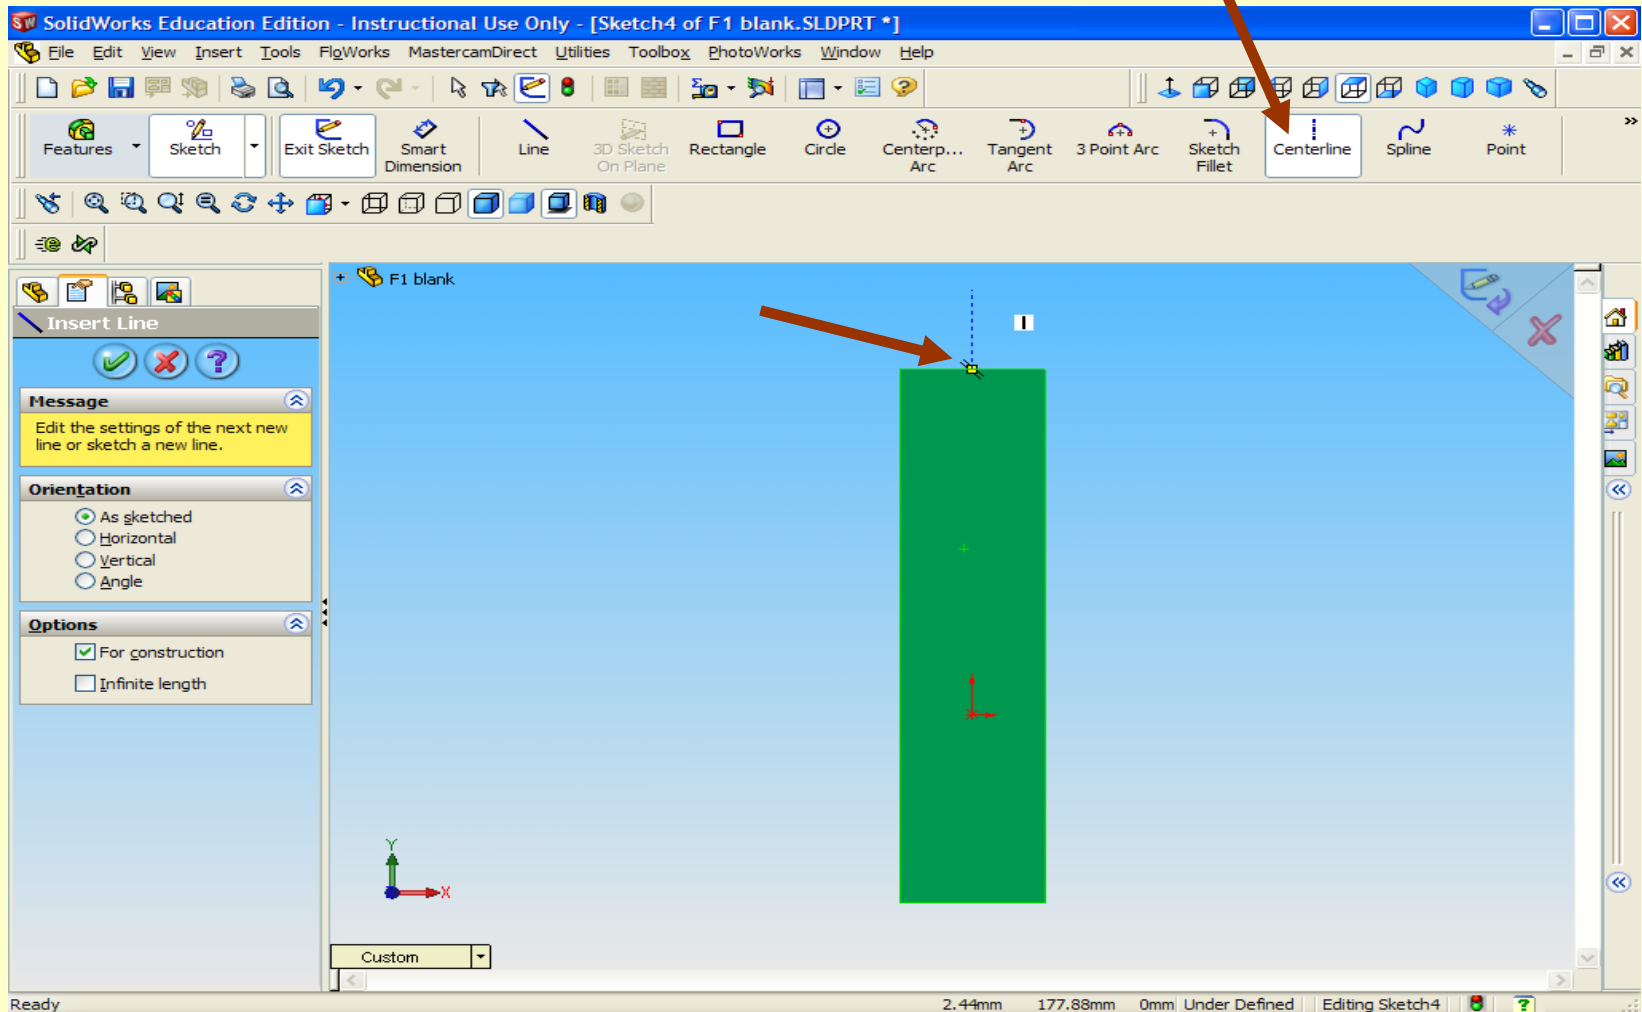 SolidWorks Education Edition - Instructional Use Only - [Sketch4 of F1 blank.SLDPRT *]
File Edit View Insert Tools FloWorks MastercamDirect Utilities Toolbox PhotoWorks Window Help
Features Sketch Exit Sketch Smart Dimension Line 3D Sketch On Plane Rectangle Circle Centerp... Arc Tangent Arc 3 Point Arc Sketch Fillet Centerline Spline Point
F1 blank
Insert Line
Message
Edit the settings of the next new
line or sketch a new line.
Orientation
As sketched
Horizontal
Vertical
Angle
Options
For construction
Infinite length
Y
X
Custom
Ready 2.44mm 177.88mm 0mm Under Defined Editing Sketch4